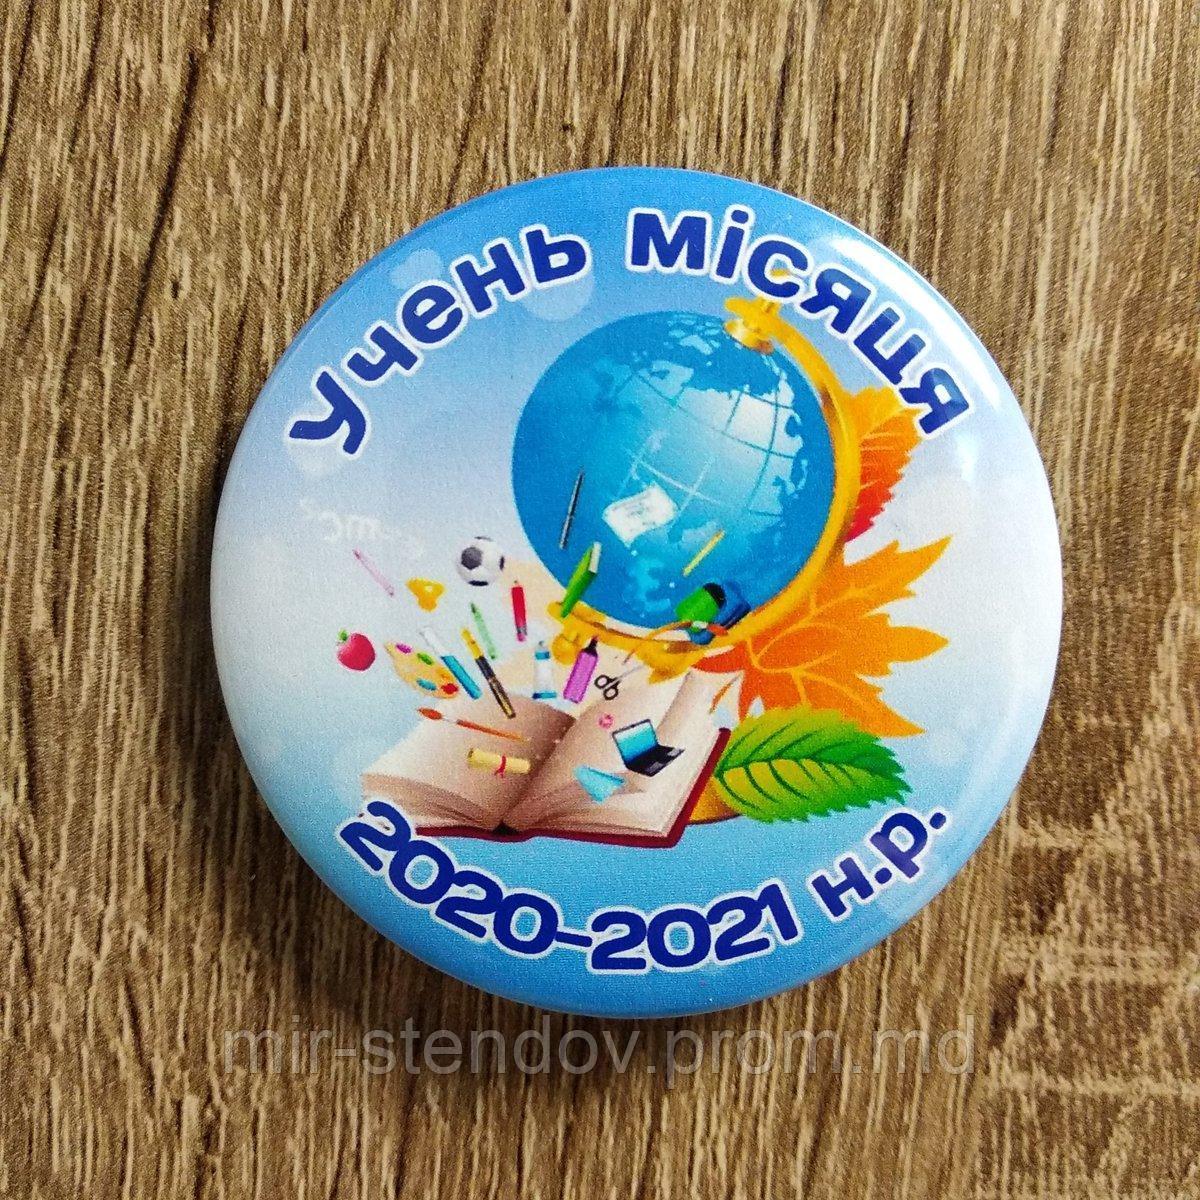 Учень місяця
2020-2021 н.р.
mir-stendov.prom.md